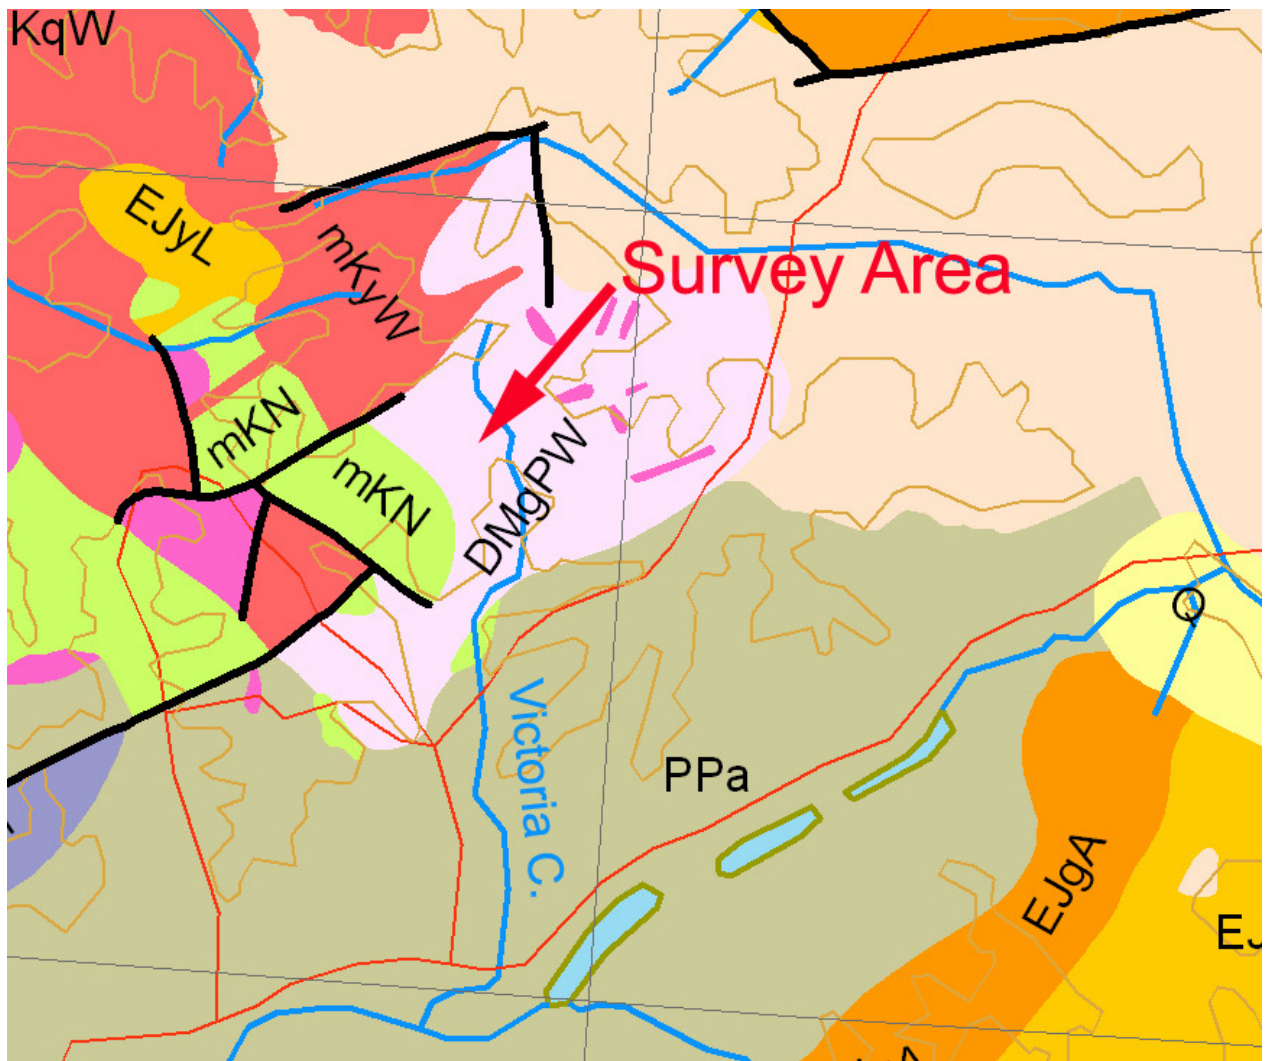 KqW
EJyL
mKyW
Survey Area
mKN
mKN
DMgPW
Q
Victoria C.
PPa
EJgA
EJ